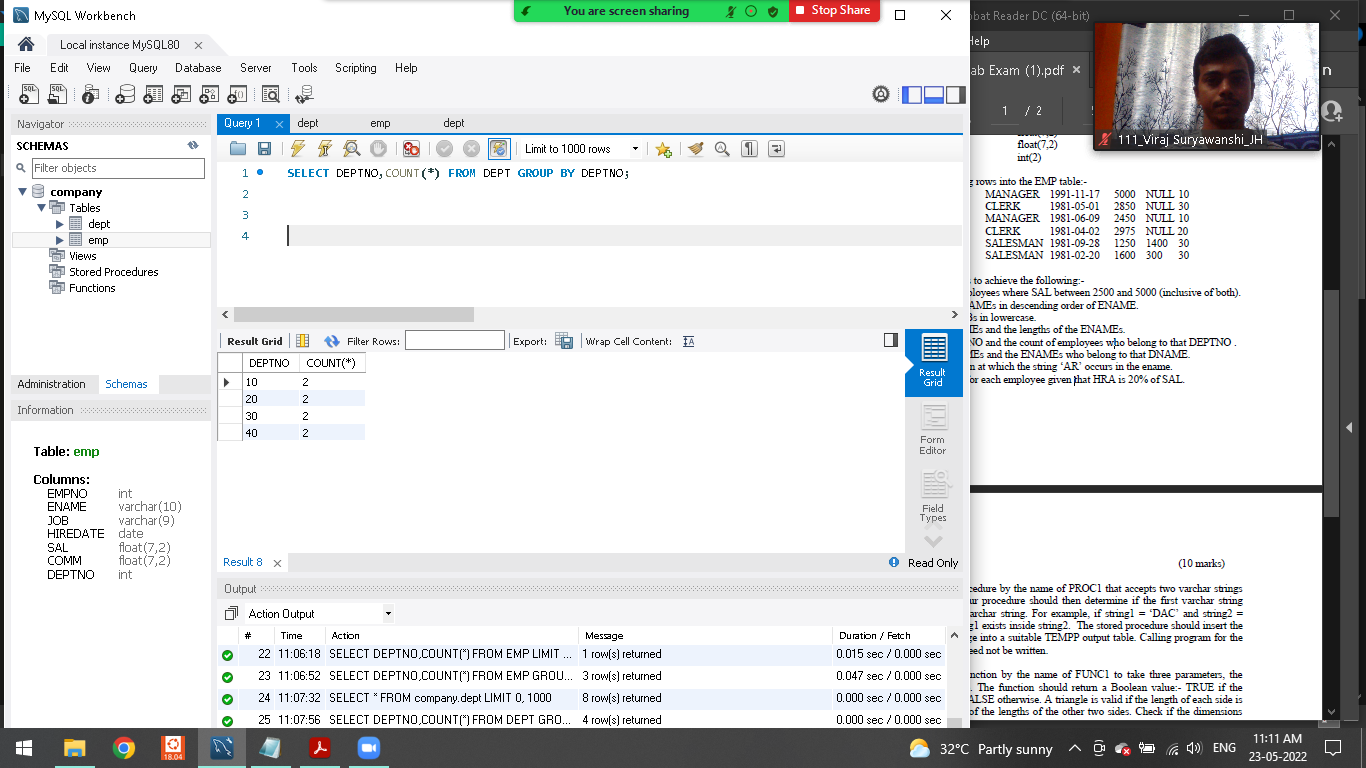 MySQL Workbench
You are screen sharing
Stop Share
obat Reader DC (64-bit)
Local instance MySQL80
File Edit View Query Database Server Tools Scripting Help
Help
ab Exam (1).pdf
1 / 2
111_Viraj Suryawanshi_JH
Navigator
SCHEMAS
Filter objects
company
Tables
dept
emp
Views
Stored Procedures
Functions
Administration Schemas
Information
Table: emp
Columns:
EMPNO int
ENAME varchar(10)
JOB varchar(9)
HIREDATE date
SAL float(7,2)
COMM float(7,2)
DEPTNO int
Query 1 dept emp dept
Limit to 1000 rows
1 SELECT DEPTNO,COUNT(*) FROM DEPT GROUP BY DEPTNO;
2
3
4
Result Grid Filter Rows: Export: Wrap Cell Content:
DEPTNO COUNT(*)
10 2
20 2
30 2
40 2
Result Grid
Form Editor
Field Types
Result 8
Read Only
Output
Action Output
# Time Action Message Duration / Fetch
22 11:06:18 SELECT DEPTNO,COUNT(*) FROM EMP LIMIT ... 1 row(s) returned 0.015 sec / 0.000 sec
23 11:06:52 SELECT DEPTNO,COUNT(*) FROM EMP GROU... 3 row(s) returned 0.047 sec / 0.000 sec
24 11:07:32 SELECT * FROM company.dept LIMIT 0, 1000 8 row(s) returned 0.000 sec / 0.000 sec
25 11:07:56 SELECT DEPTNO,COUNT(*) FROM DEPT GRO... 4 row(s) returned 0.000 sec / 0.000 sec
float(7,2)
float(7,2)
int(2)
g rows into the EMP table:-
MANAGER 1991-11-17 5000 NULL 10
CLERK 1981-05-01 2850 NULL 30
MANAGER 1981-06-09 2450 NULL 10
CLERK 1981-04-02 2975 NULL 20
SALESMAN 1981-09-28 1250 1400 30
SALESMAN 1981-02-20 1600 300 30
s to achieve the following:-
ployees where SAL between 2500 and 5000 (inclusive of both).
AMEs in descending order of ENAME.
Bs in lowercase.
MEs and the lengths of the ENAMEs.
NO and the count of employees who belong to that DEPTNO .
MEs and the ENAMEs who belong to that DNAME.
n at which the string ‘AR’ occurs in the ename.
for each employee given that HRA is 20% of SAL.
(10 marks)
cedure by the name of PROC1 that accepts two varchar strings
ur procedure should then determine if the first varchar string
archar string. For example, if string1 = ‘DAC’ and string2 =
g1 exists inside string2. The stored procedure should insert the
ge into a suitable TEMPP output table. Calling program for the
eed not be written.
nction by the name of FUNC1 to take three parameters, the
. The function should return a Boolean value:- TRUE if the
ALSE otherwise. A triangle is valid if the length of each side is
of the lengths of the other two sides. Check if the dimensions
18.04
32°C Partly sunny
ENG
11:11 AM
23-05-2022